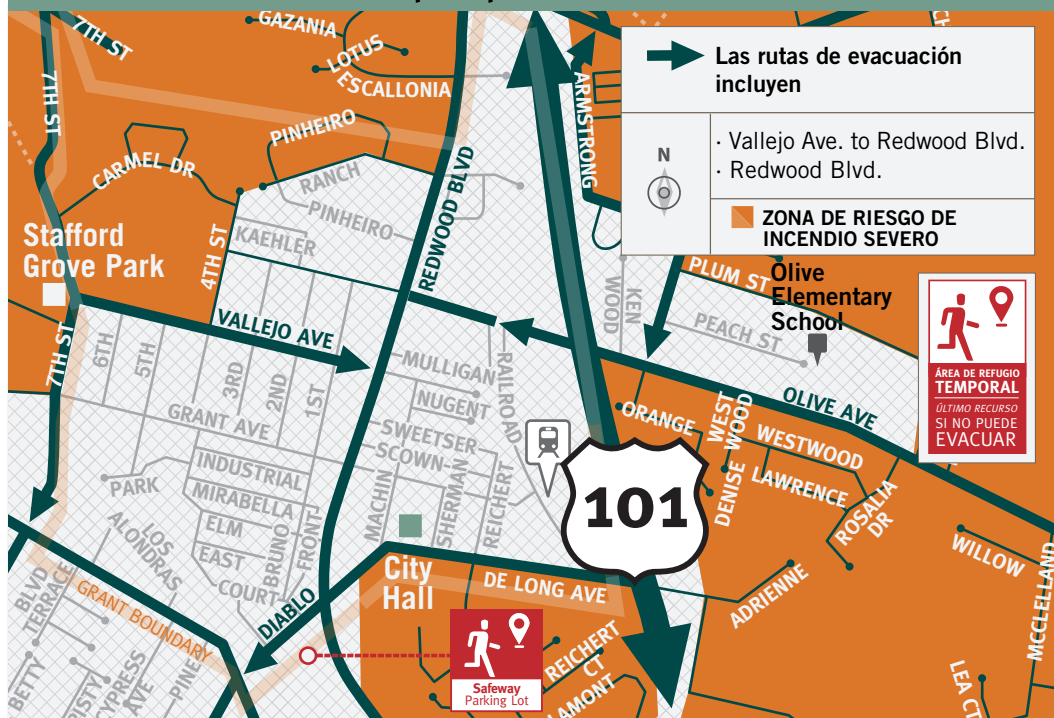 GAZANIA
7TH ST
LOTUS
ESCALLONIA
7TH ST
ARMSTRONG
Las rutas de evacuación
incluyen
N
· Vallejo Ave. to Redwood Blvd.
· Redwood Blvd.
ZONA DE RIESGO DE
INCENDIO SEVERO
PINHEIRO
CARMEL DR
RANCH
PINHEIRO
REDWOOD BLVD
KAEHLER
4TH ST
Stafford
Grove Park
PLUM ST
Olive
Elementary
School
KEN
WOOD
PEACH ST
VALLEJO AVE
7TH ST
6TH
5TH
3RD
2ND
1ST
MULLIGAN
RAILROAD
NUGENT
GRANT AVE
SWEETSER
SCOWN
ORANGE
WEST
WOOD
OLIVE AVE
WESTWOOD
ÁREA DE REFUGIO
TEMPORAL
ÚLTIMO RECURSO
SI NO PUEDE
EVACUAR
INDUSTRIAL
PARK
MIRABELLA
ELM
EAST
COURT
BRUNO
FRONT
MACHIN
SHERMAN
REICHERT
101
DENISE
LAWRENCE
ROSALIA
DR
WILLOW
LOS
ALONDRAS
City
Hall
DE LONG AVE
ADRIENNE
MCCLELLAND
BLVD
TERRACE
GRANT BOUNDARY
DIABLO
BETTY
CYPRESS
AVE
PINE
Safeway
Parking Lot
REICHERT
CT
LAMONT
LEA CT